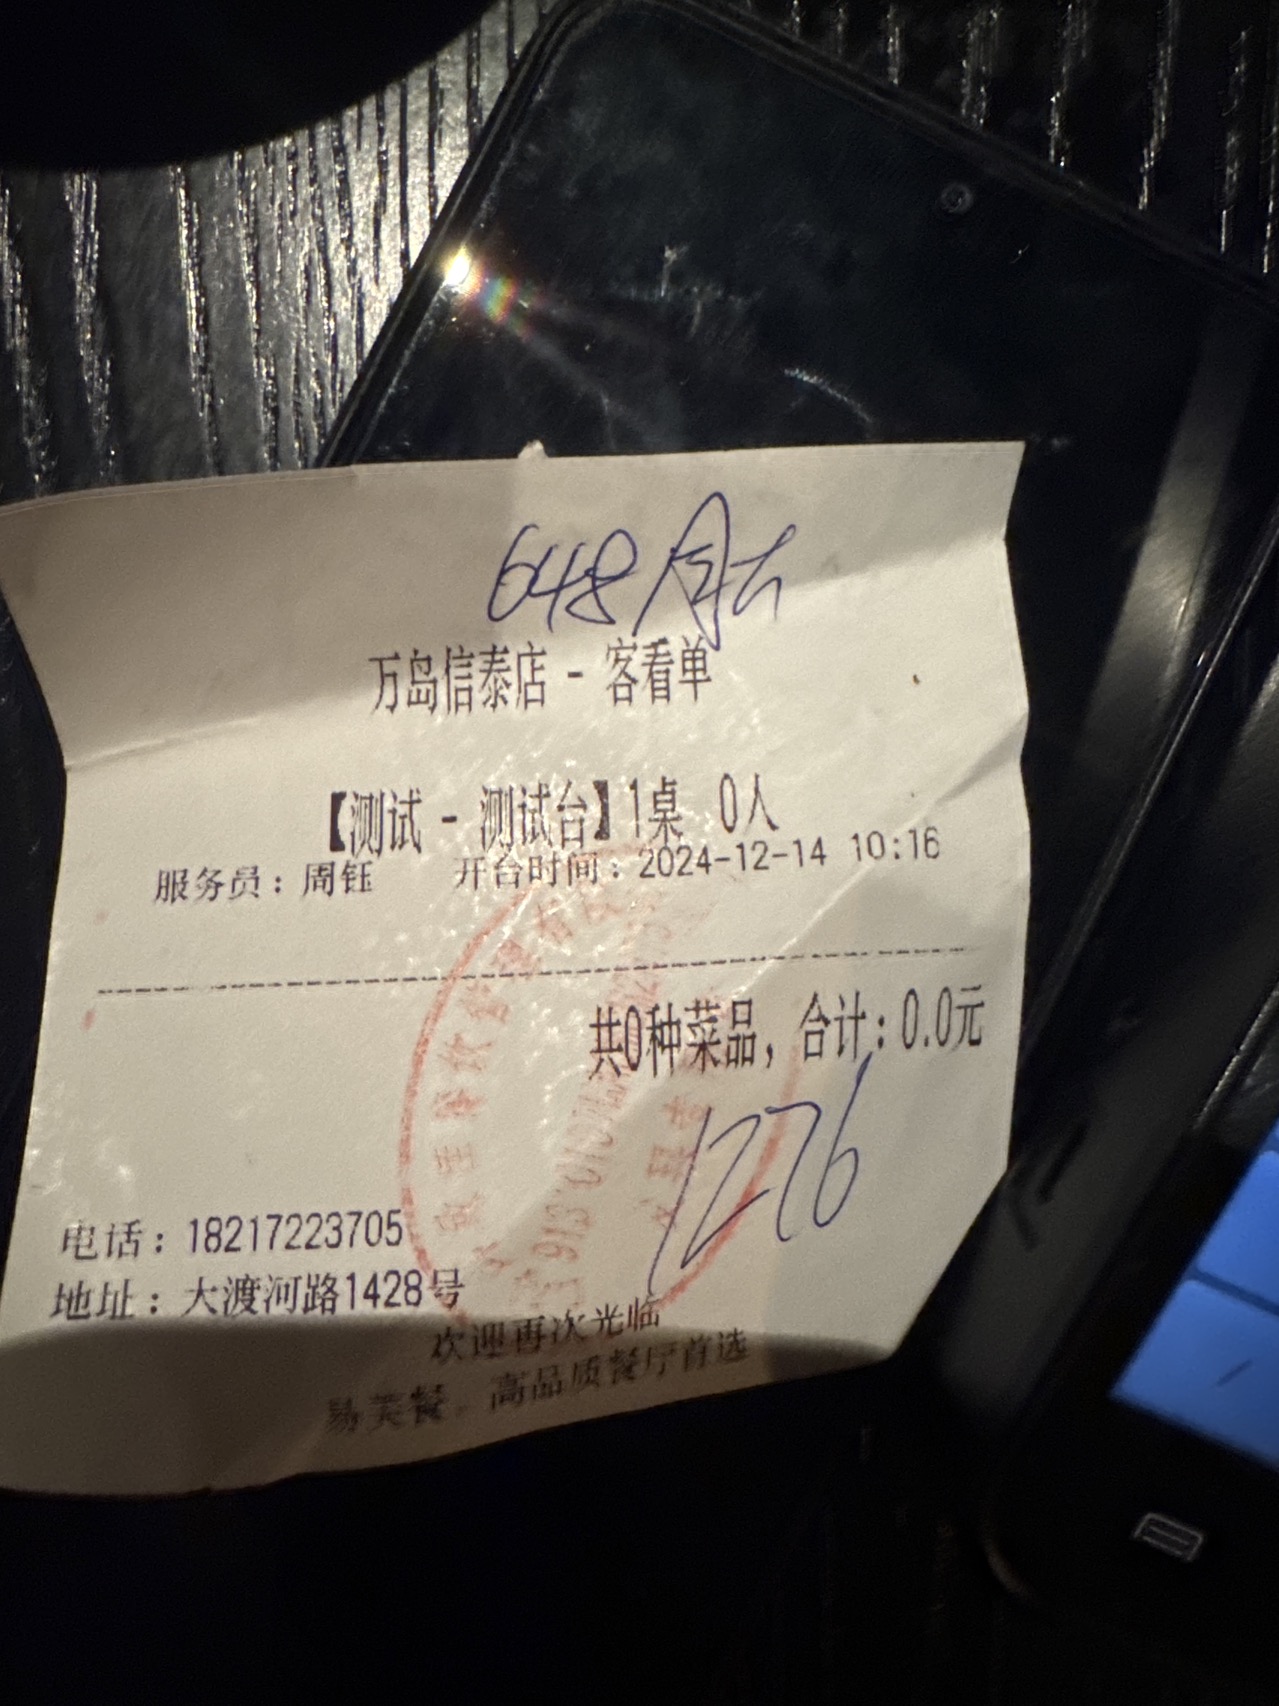 648
万岛信泰店 - 客看单
【测试 - 测试台】1桌 0人
服务员: 周钰 开台时间: 2024-12-14 10:16
共0种菜品, 合计: 0.0元
1276
电话: 18217223705
地址: 大渡河路1428号
欢迎再次光临
易美餐、高品质餐厅首选